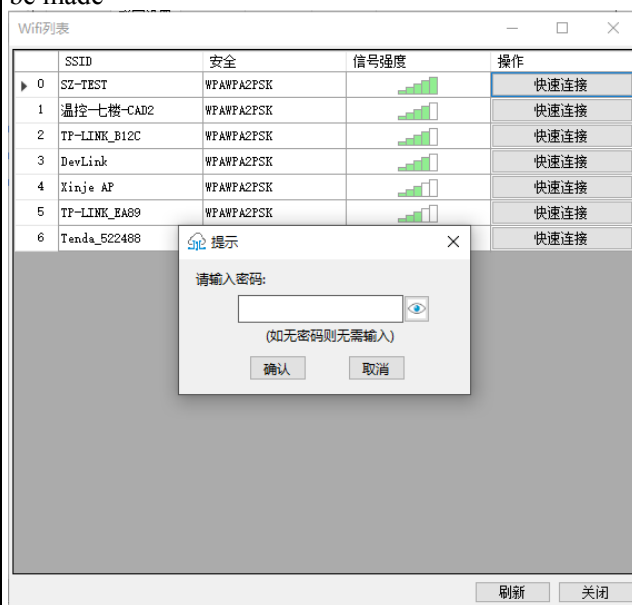 be made
Wifi列表
SSID 安全 信号强度 操作
0 SZ-TEST WPAWPA2PSK 快速连接
1 温控一七楼-CAD2 WPAWPA2PSK 快速连接
2 TP-LINK_B12C WPAWPA2PSK 快速连接
3 DevLink WPAWPA2PSK 快速连接
4 Xinje AP WPAWPA2PSK 快速连接
5 TP-LINK_EA89 WPAWPA2PSK 快速连接
6 Tenda_522488 快速连接
提示
请输入密码:
(如无密码则无需输入)
确认 取消
刷新 关闭